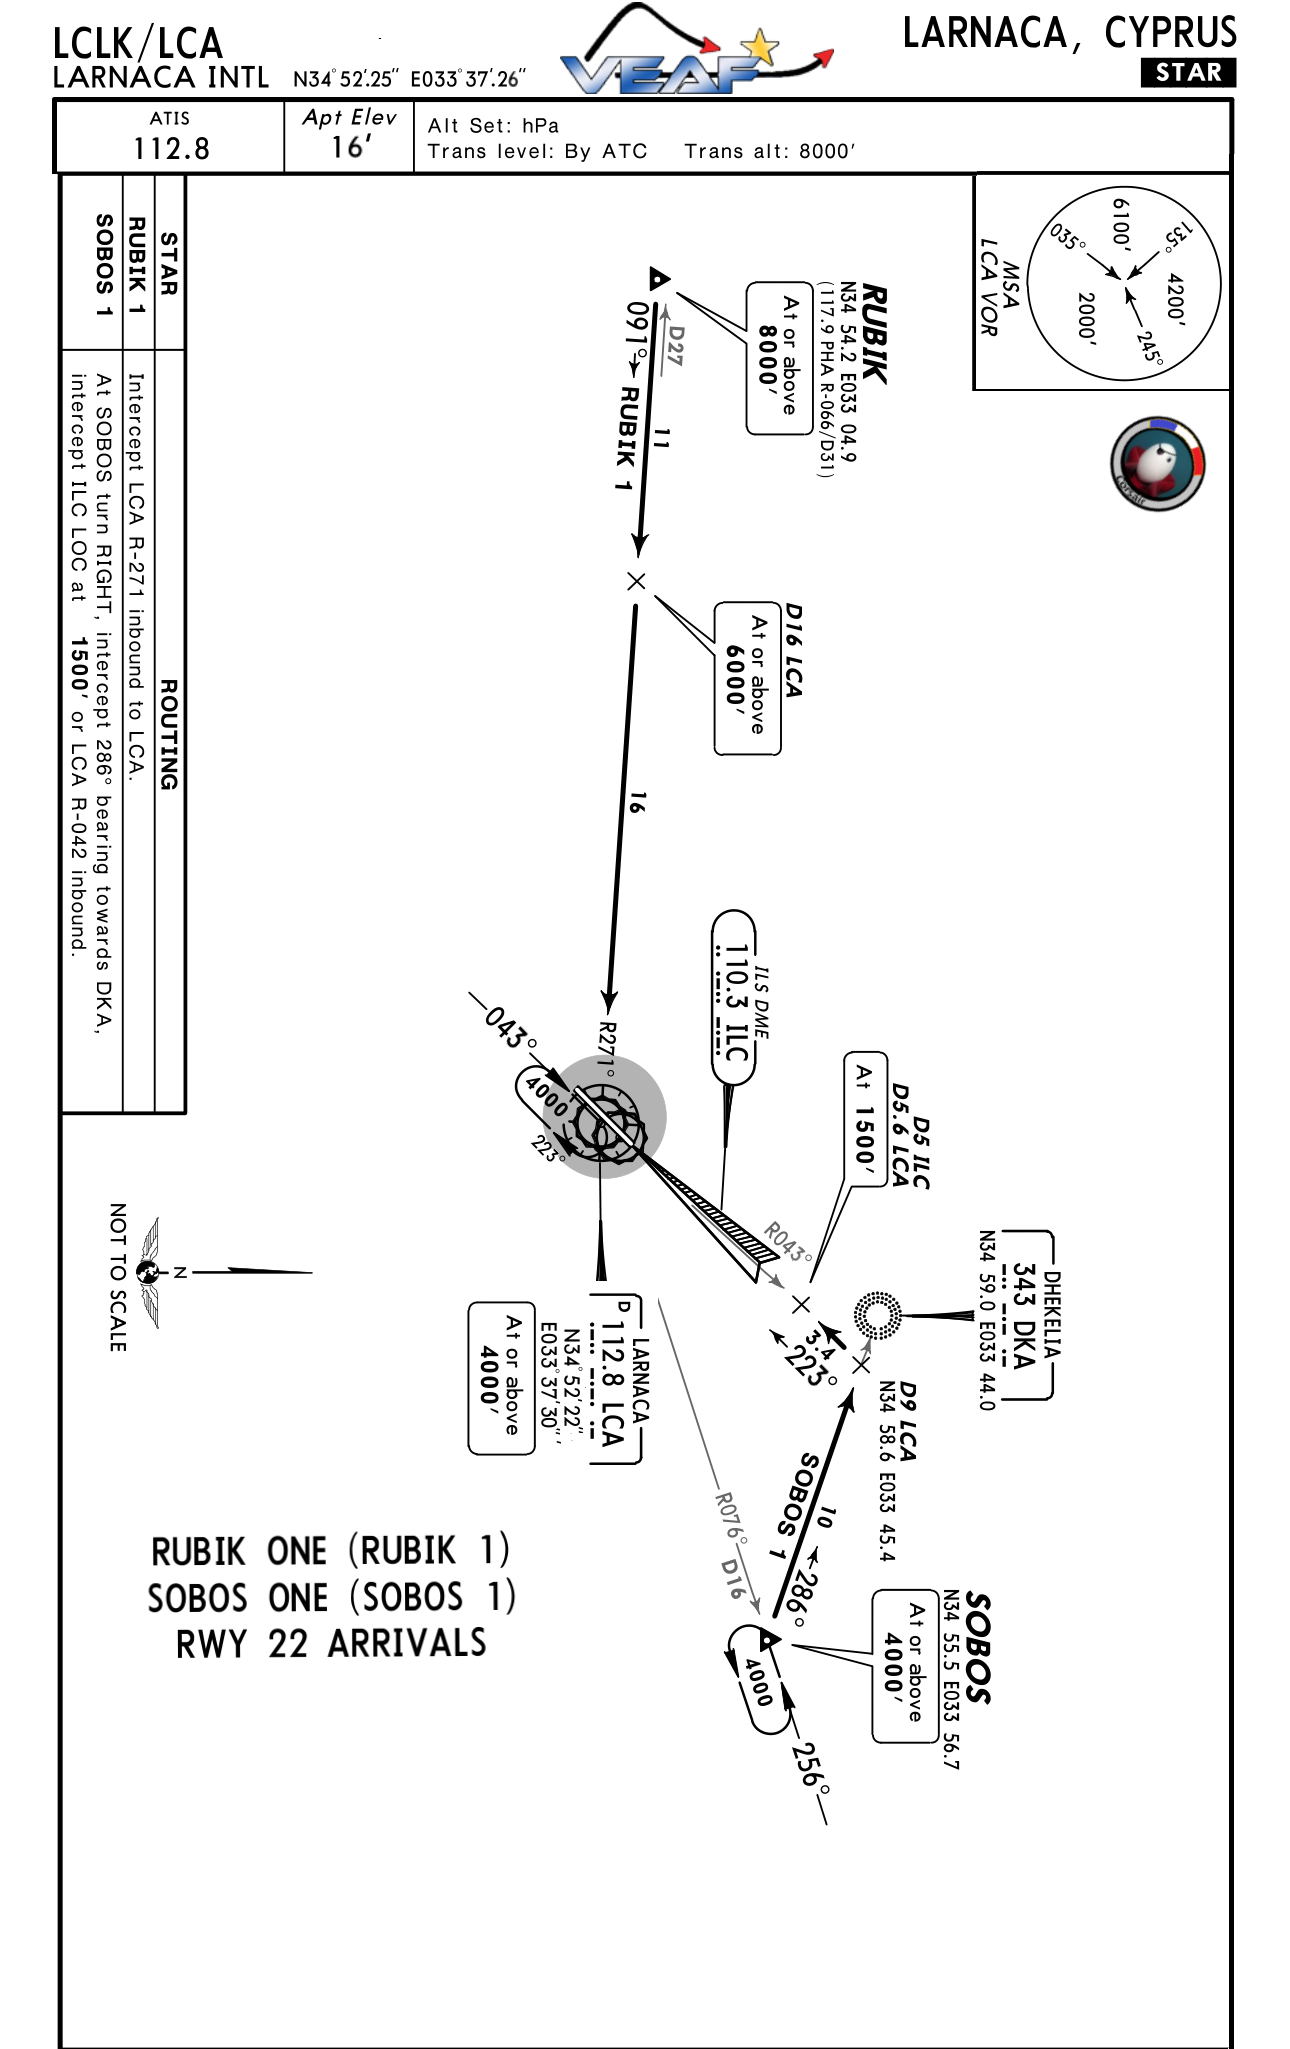 LCLK/LCA
LARNACA INTL N34°52'.25" E033°37'.26"
VEAF
LARNACA, CYPRUS
STAR
ATIS
112.8
Apt Elev
16'
Alt Set: hPa
Trans level: By ATC Trans alt: 8000'
MSA
LCA VOR
035°
135°
245°
6100'
4200'
2000'
Corsair
STAR ROUTING
RUBIK 1 Intercept LCA R-271 inbound to LCA.
SOBOS 1 At SOBOS turn RIGHT, intercept 286° bearing towards DKA,
intercept ILC LOC at 1500' or LCA R-042 inbound.
RUBIK
N34 54.2 E033 04.9
(117.9 PHA R-066/D31)
At or above
8000'
D27
091°
RUBIK 1
11
D16 LCA
At or above
6000'
16
R271°
ILS DME
110.3 ILC
043°
4000
223°
D5 ILC
D5.6 LCA
At 1500'
R043°
DHEKELIA
343 DKA
N34 59.0 E033 44.0
3.4
223°
D9 LCA
N34 58.6 E033 45.4
LARNACA
D 112.8 LCA
N34°52'22"
E033°37'30"
At or above
4000'
SOBOS 1
10
286°
R076°
D16
SOBOS
N34 55.5 E033 56.7
At or above
4000'
4000
256°
NOT TO SCALE
N
RUBIK ONE (RUBIK 1)
SOBOS ONE (SOBOS 1)
RWY 22 ARRIVALS